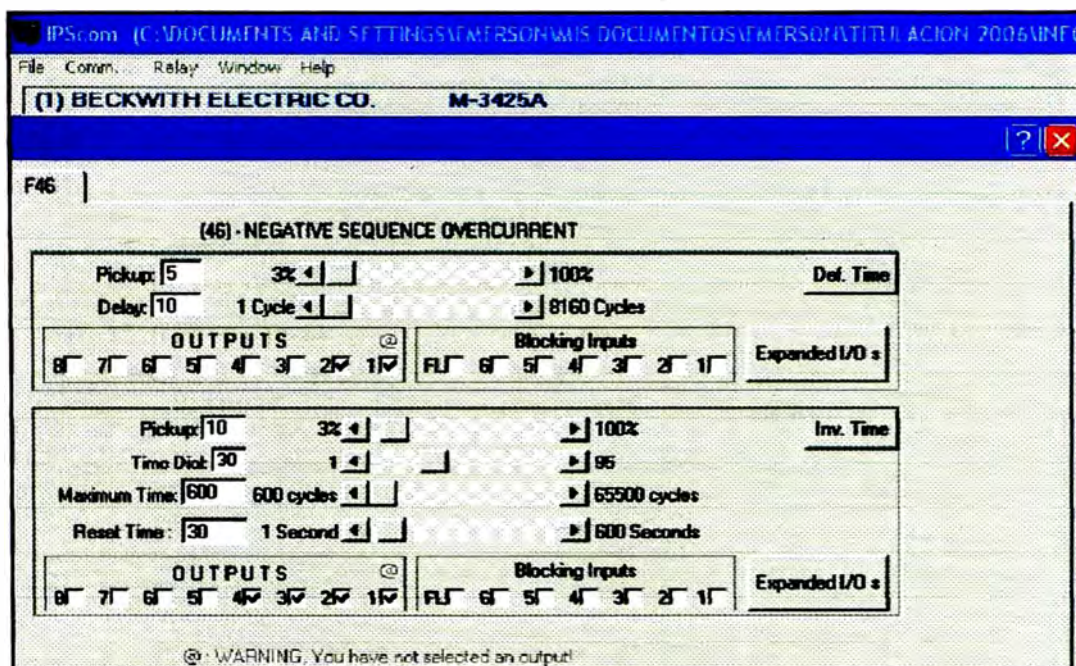 IPScom (C:\DOCUMENTS AND SETTINGS\EMERSON\MIS DOCUMENTOS\EMERSON\TITULACION 2006\INFO
File Comm... Relay Window Help
(1) BECKWITH ELECTRIC CO. M-3425A
F46
(46) - NEGATIVE SEQUENCE OVERCURRENT
Pickup: 5 3% 100% Def. Time
Delay: 10 1 Cycle 8160 Cycles
OUTPUTS @ Blocking Inputs
8 7 6 5 4 3 2 1 FL 6 5 4 3 2 1 Expanded I/O s
Pickup: 10 3% 100% Inv. Time
Time Dial: 30 1 95
Maximum Time: 600 600 cycles 65500 cycles
Reset Time : 30 1 Second 600 Seconds
OUTPUTS @ Blocking Inputs
8 7 6 5 4 3 2 1 FL 6 5 4 3 2 1 Expanded I/O s
@ : WARNING, You have not selected an output!